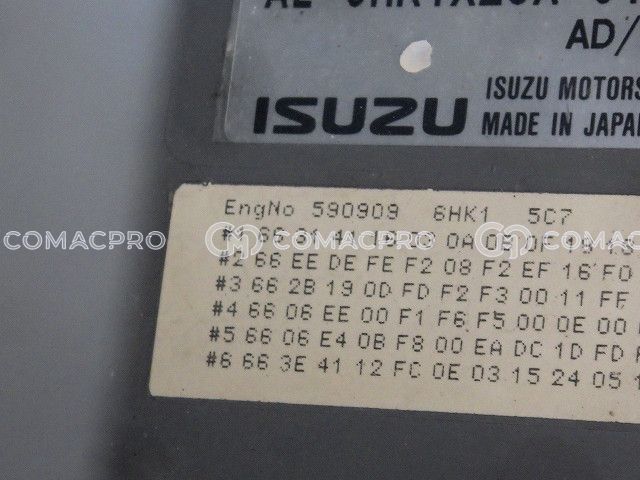 AD/
ISUZU ISUZU MOTORS
MADE IN JAPAN
EngNo 590909 6HK1 5C7
COMACPRO COMACPRO COMACPRO
#2 66 EE DE FE F2 08 F2 EF 16 F0
#3 66 2B 19 0D FD F2 F3 00 11 FF
#4 66 06 EE 00 F1 F6 F5 00 0E 00
#5 66 06 E4 0B F8 00 EA DC 1D FD
#6 66 3E 41 12 FC 0E 03 15 24 05